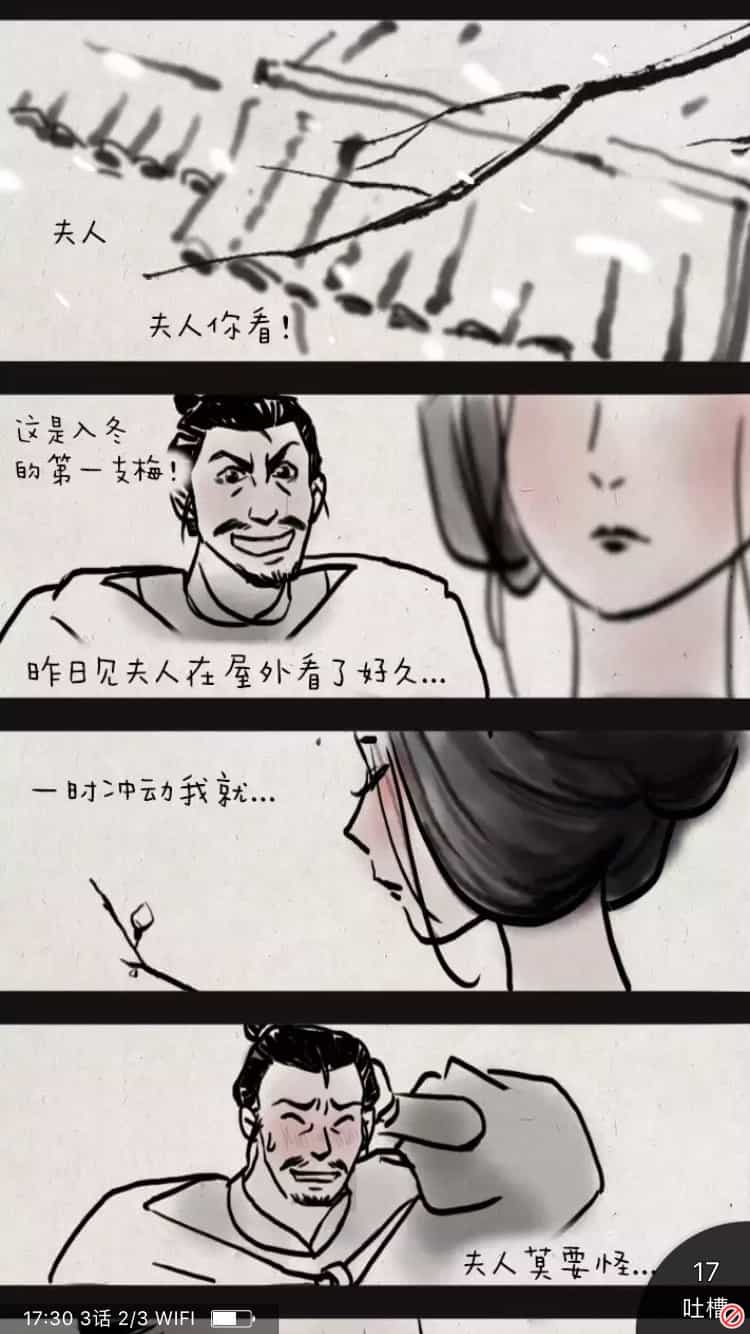 夫人
夫人你看!
这是入冬
的第一支梅!
昨日见夫人在屋外看了好久...
一时冲动我就...
夫人莫要怪...
17
吐槽
17:30 3话 2/3 WIFI